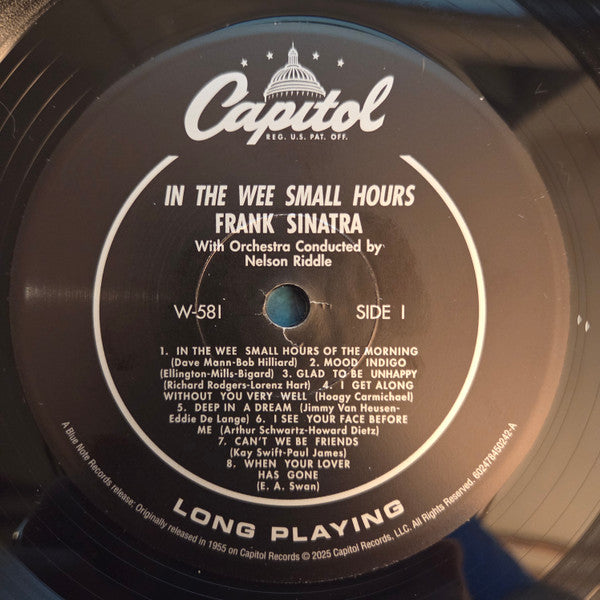 Capitol
REG. U.S. PAT. OFF.
IN THE WEE SMALL HOURS
FRANK SINATRA
With Orchestra Conducted by
Nelson Riddle
W-581 SIDE 1
1. IN THE WEE SMALL HOURS OF THE MORNING
(Dave Mann-Bob Hilliard) 2. MOOD INDIGO
(Ellington-Mills-Bigard) 3. GLAD TO BE UNHAPPY
(Richard Rodgers-Lorenz Hart) 4. I GET ALONG
WITHOUT YOU VERY WELL (Hoagy Carmichael)
5. DEEP IN A DREAM (Jimmy Van Heusen-
Eddie De Lange) 6. I SEE YOUR FACE BEFORE
ME (Arthur Schwartz-Howard Dietz)
7. CAN'T WE BE FRIENDS
(Kay Swift-Paul James)
8. WHEN YOUR LOVER
HAS GONE
(E. A. Swan)
LONG PLAYING
A Blue Note Records release: Originally released in 1955 on Capitol Records © 2025 Capitol Records, LLC. All Rights Reserved. 602478450242-A